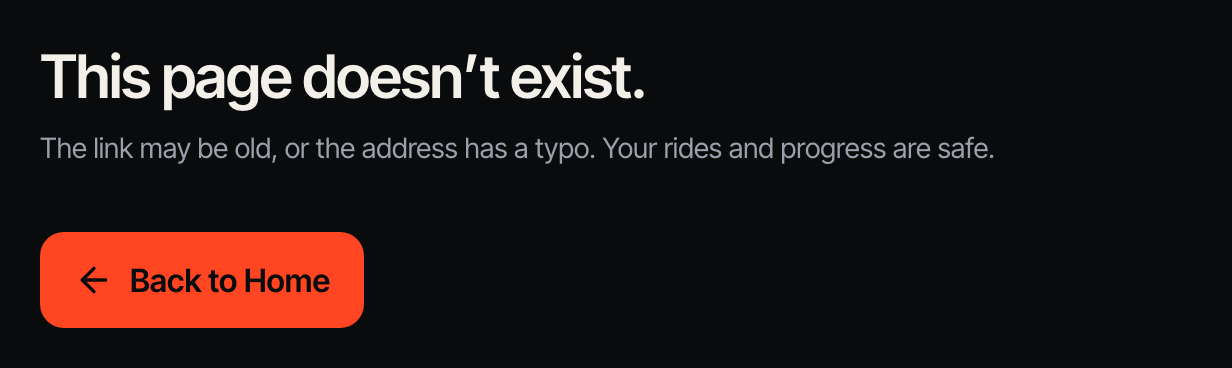 This page doesn’t exist.
The link may be old, or the address has a typo. Your rides and progress are safe.
Back to Home